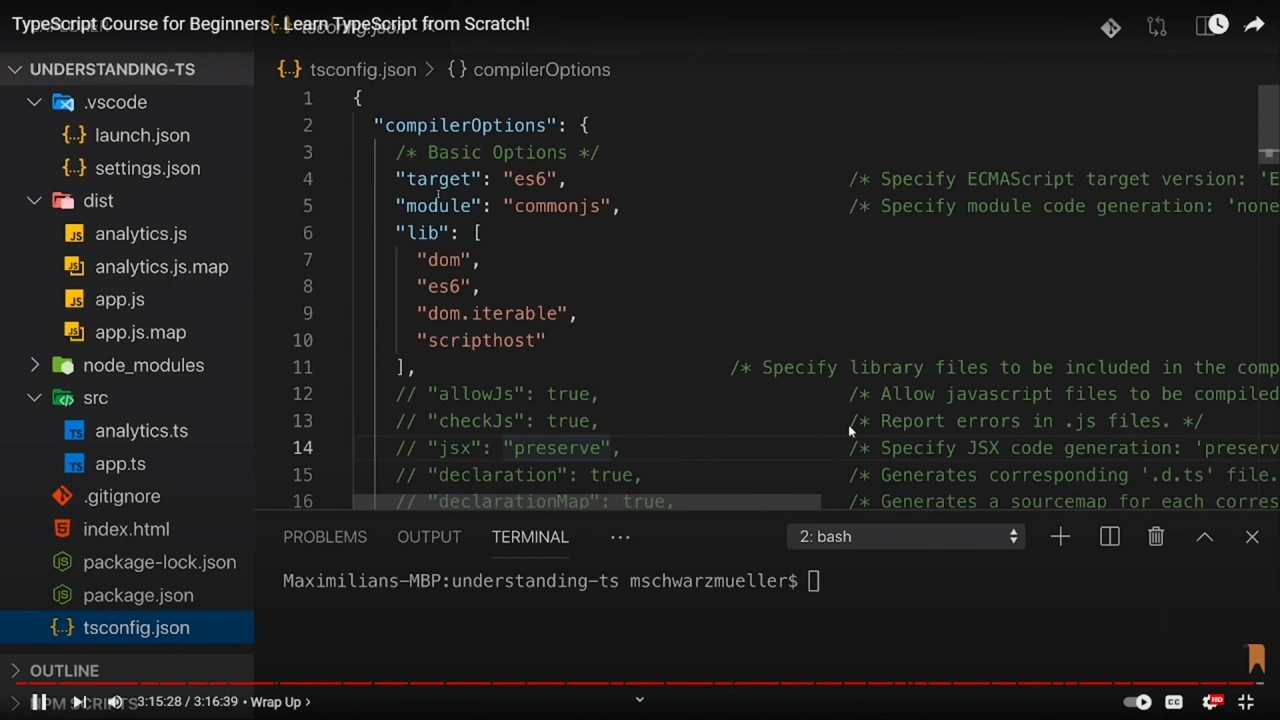 TypeScript Course for Beginners - Learn TypeScript from Scratch!
UNDERSTANDING-TS
.vscode
launch.json
settings.json
dist
analytics.js
analytics.js.map
app.js
app.js.map
node_modules
src
analytics.ts
app.ts
.gitignore
index.html
package-lock.json
package.json
tsconfig.json
OUTLINE
NPM SCRIPTS
tsconfig.json
{..} tsconfig.json > {} compilerOptions
1 {
2 "compilerOptions": {
3 /* Basic Options */
4 "target": "es6", /* Specify ECMAScript target version: 'E
5 "module": "commonjs", /* Specify module code generation: 'none
6 "lib": [
7 "dom",
8 "es6",
9 "dom.iterable",
10 "scripthost"
11 ], /* Specify library files to be included in the comp
12 // "allowJs": true, /* Allow javascript files to be compiled
13 // "checkJs": true, /* Report errors in .js files. */
14 // "jsx": "preserve", /* Specify JSX code generation: 'preserv
15 // "declaration": true, /* Generates corresponding '.d.ts' file.
16 // "declarationMap": true, /* Generates a sourcemap for each corres
PROBLEMS OUTPUT TERMINAL ··· 2: bash
Maximilians-MBP:understanding-ts mschwarzmueller$
3:15:28 / 3:16:39 • Wrap Up > CC HD